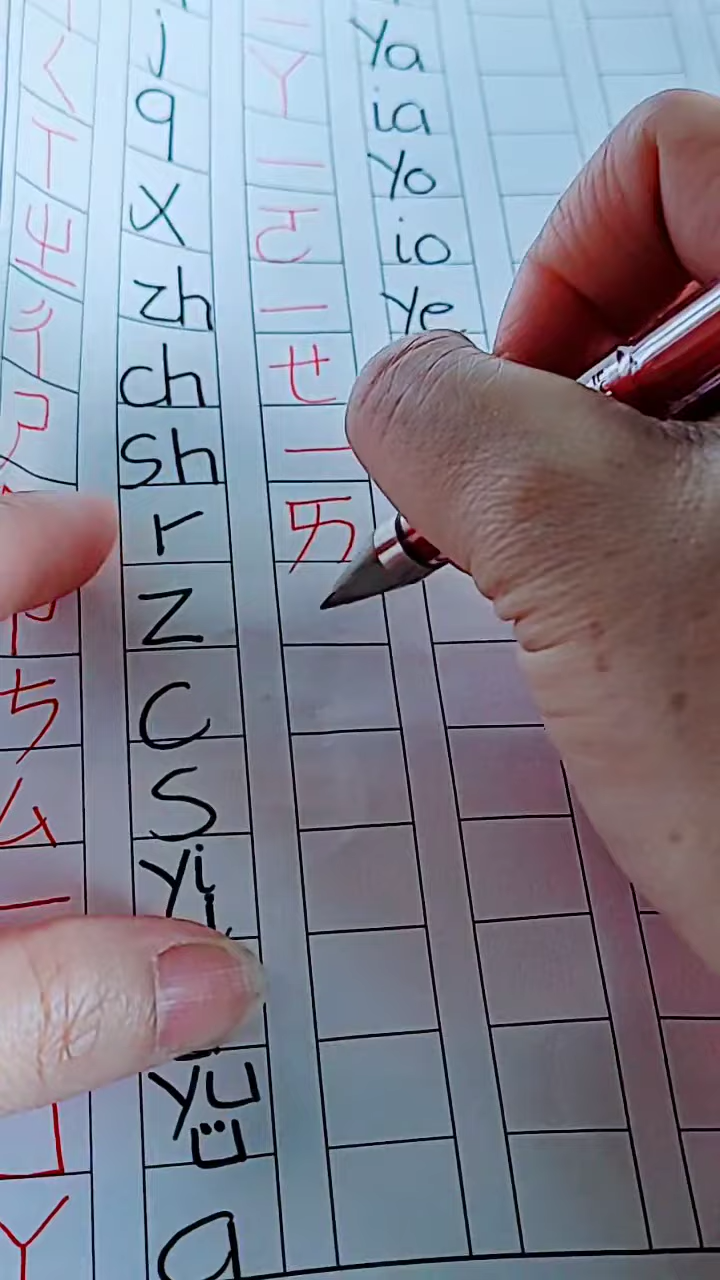 ㄑ
ㄒ
ㄓ
ㄔ
ㄕ
ㄗ
ㄘ
ㄙ
ㄧ
ㄩ
ㄚ
j
q
x
zh
ch
sh
r
z
c
s
yi
i
yu
ü
a
ㄧ
ㄚ
ㄧ
ㄛ
ㄧ
ㄝ
ㄧ
ㄞ
ya
ia
yo
io
ye